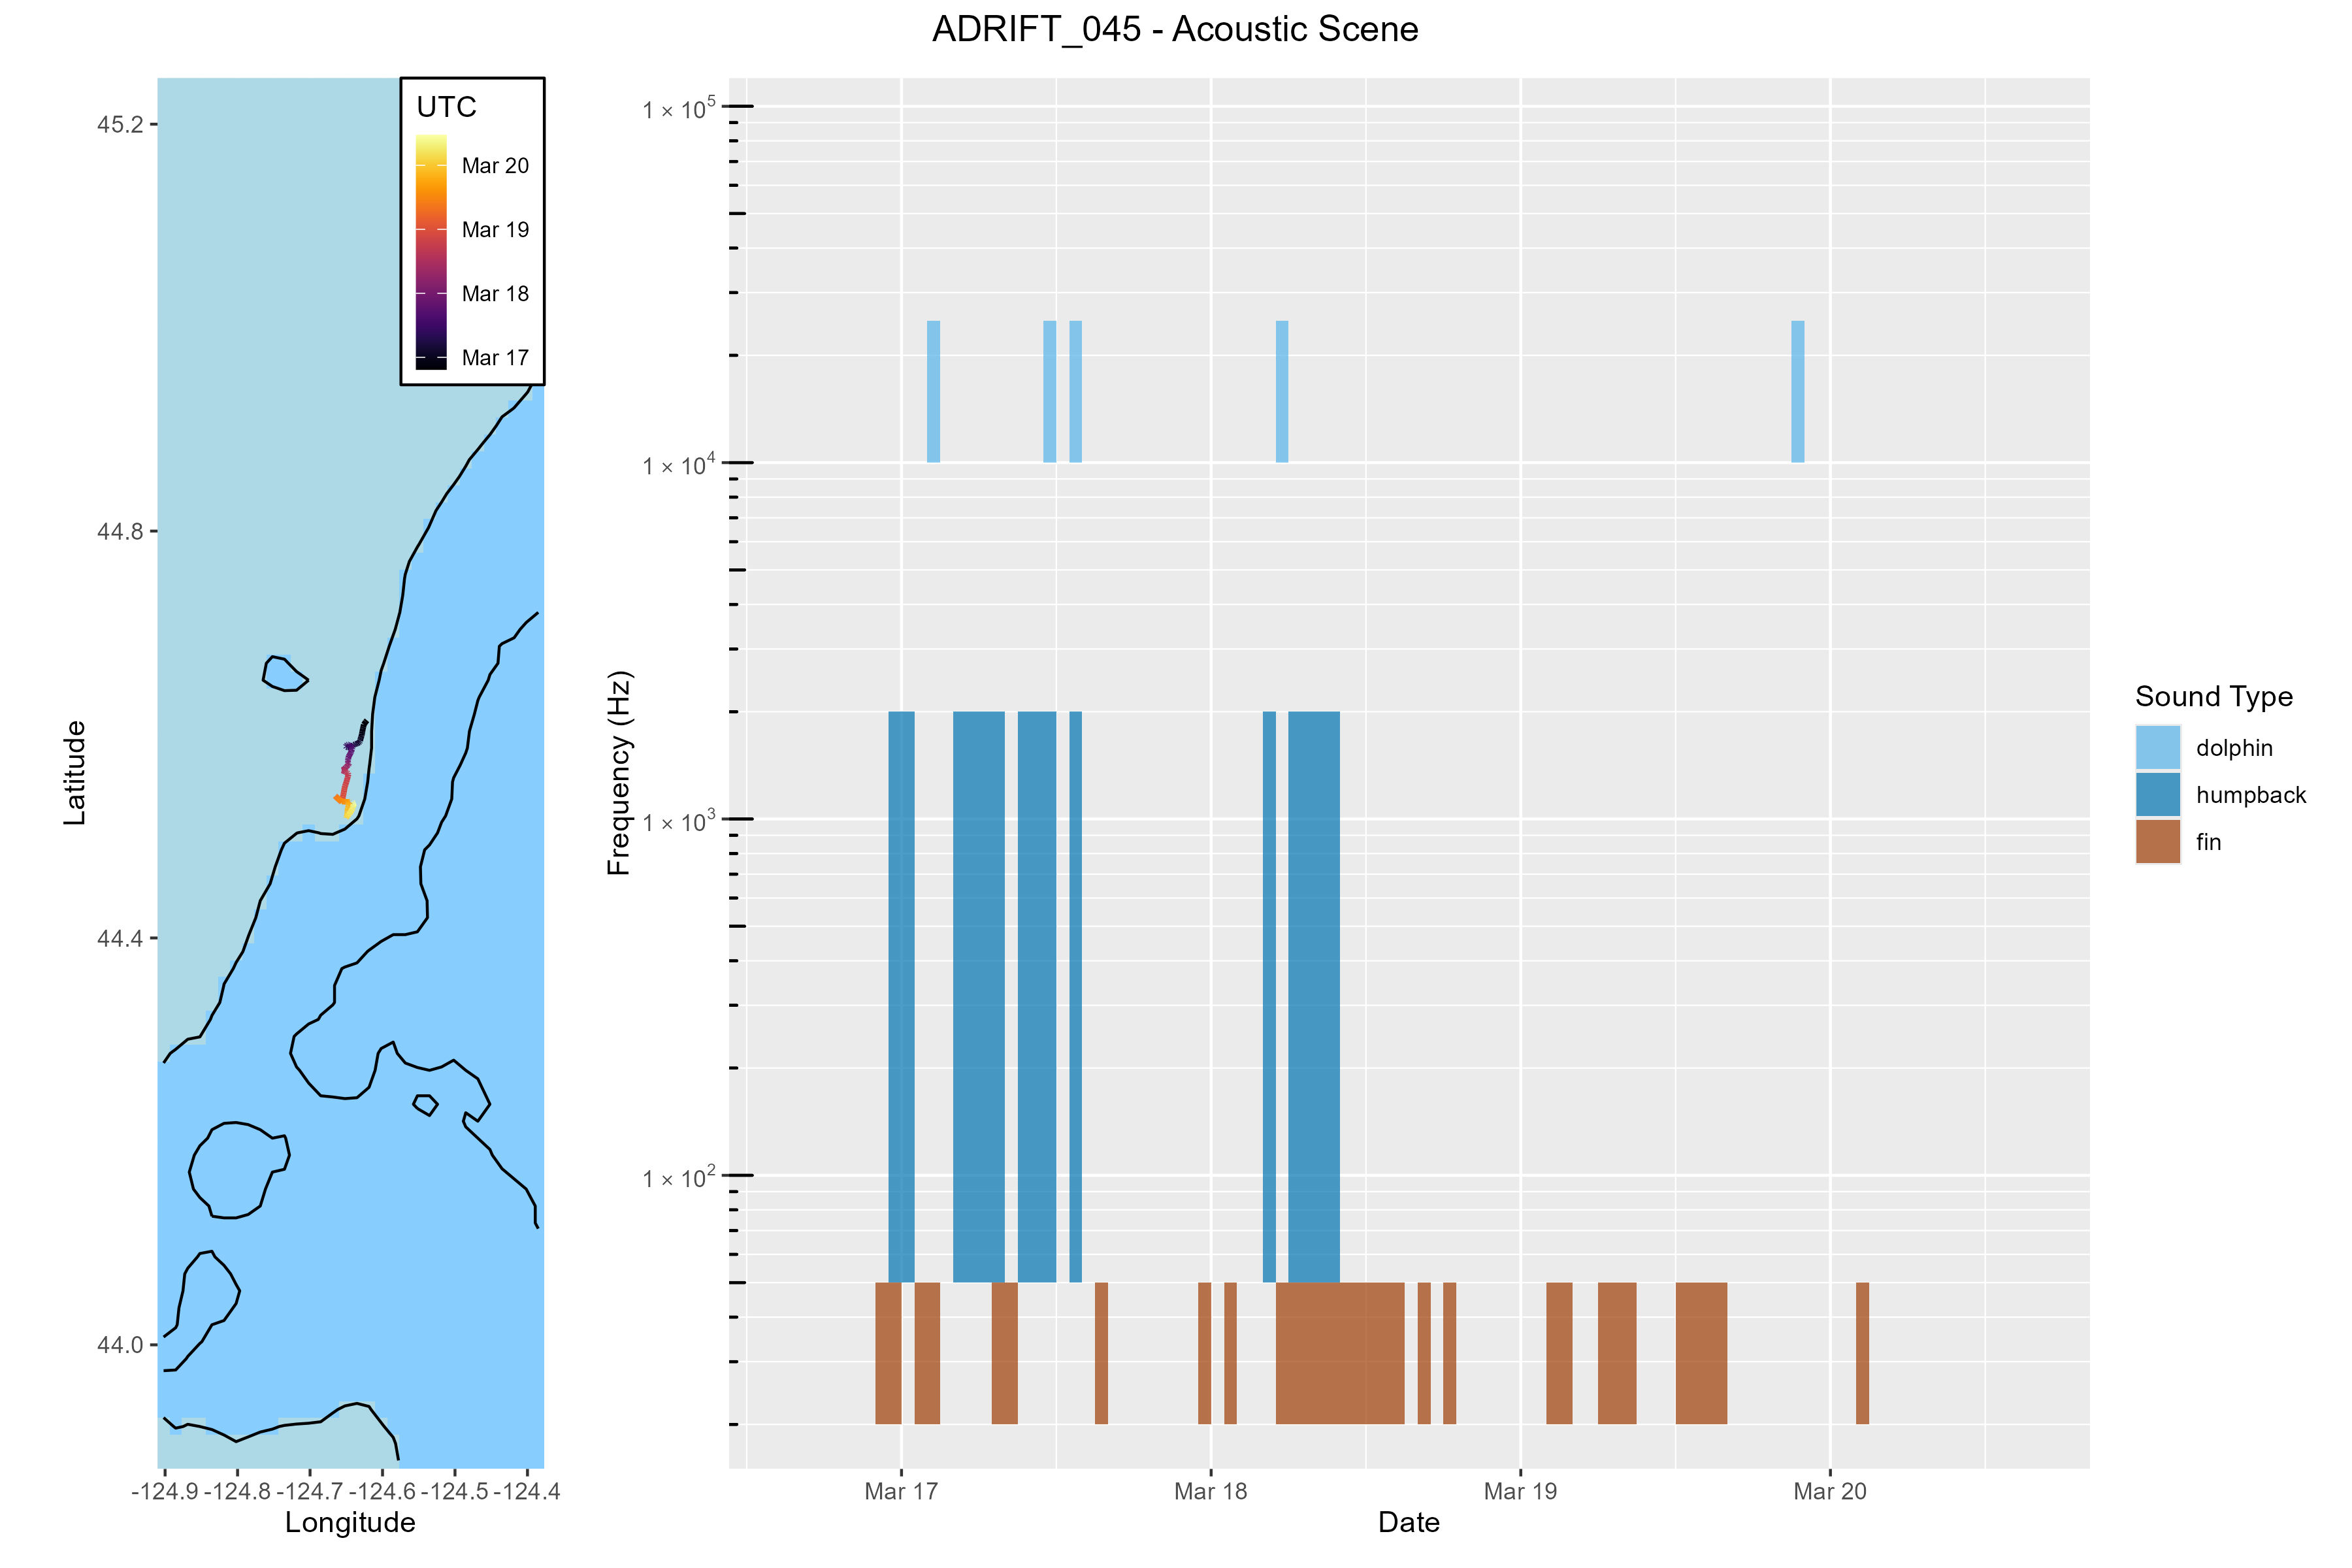 ADRIFT_045 - Acoustic Scene
UTC
Mar 20
Mar 19
Mar 18
Mar 17
45.2
44.8
44.4
44.0
Latitude
-124.9 -124.8 -124.7 -124.6 -124.5 -124.4
Longitude
1 × 10⁵
1 × 10⁴
1 × 10³
1 × 10²
Frequency (Hz)
Mar 17 Mar 18 Mar 19 Mar 20
Date
Sound Type
dolphin
humpback
fin